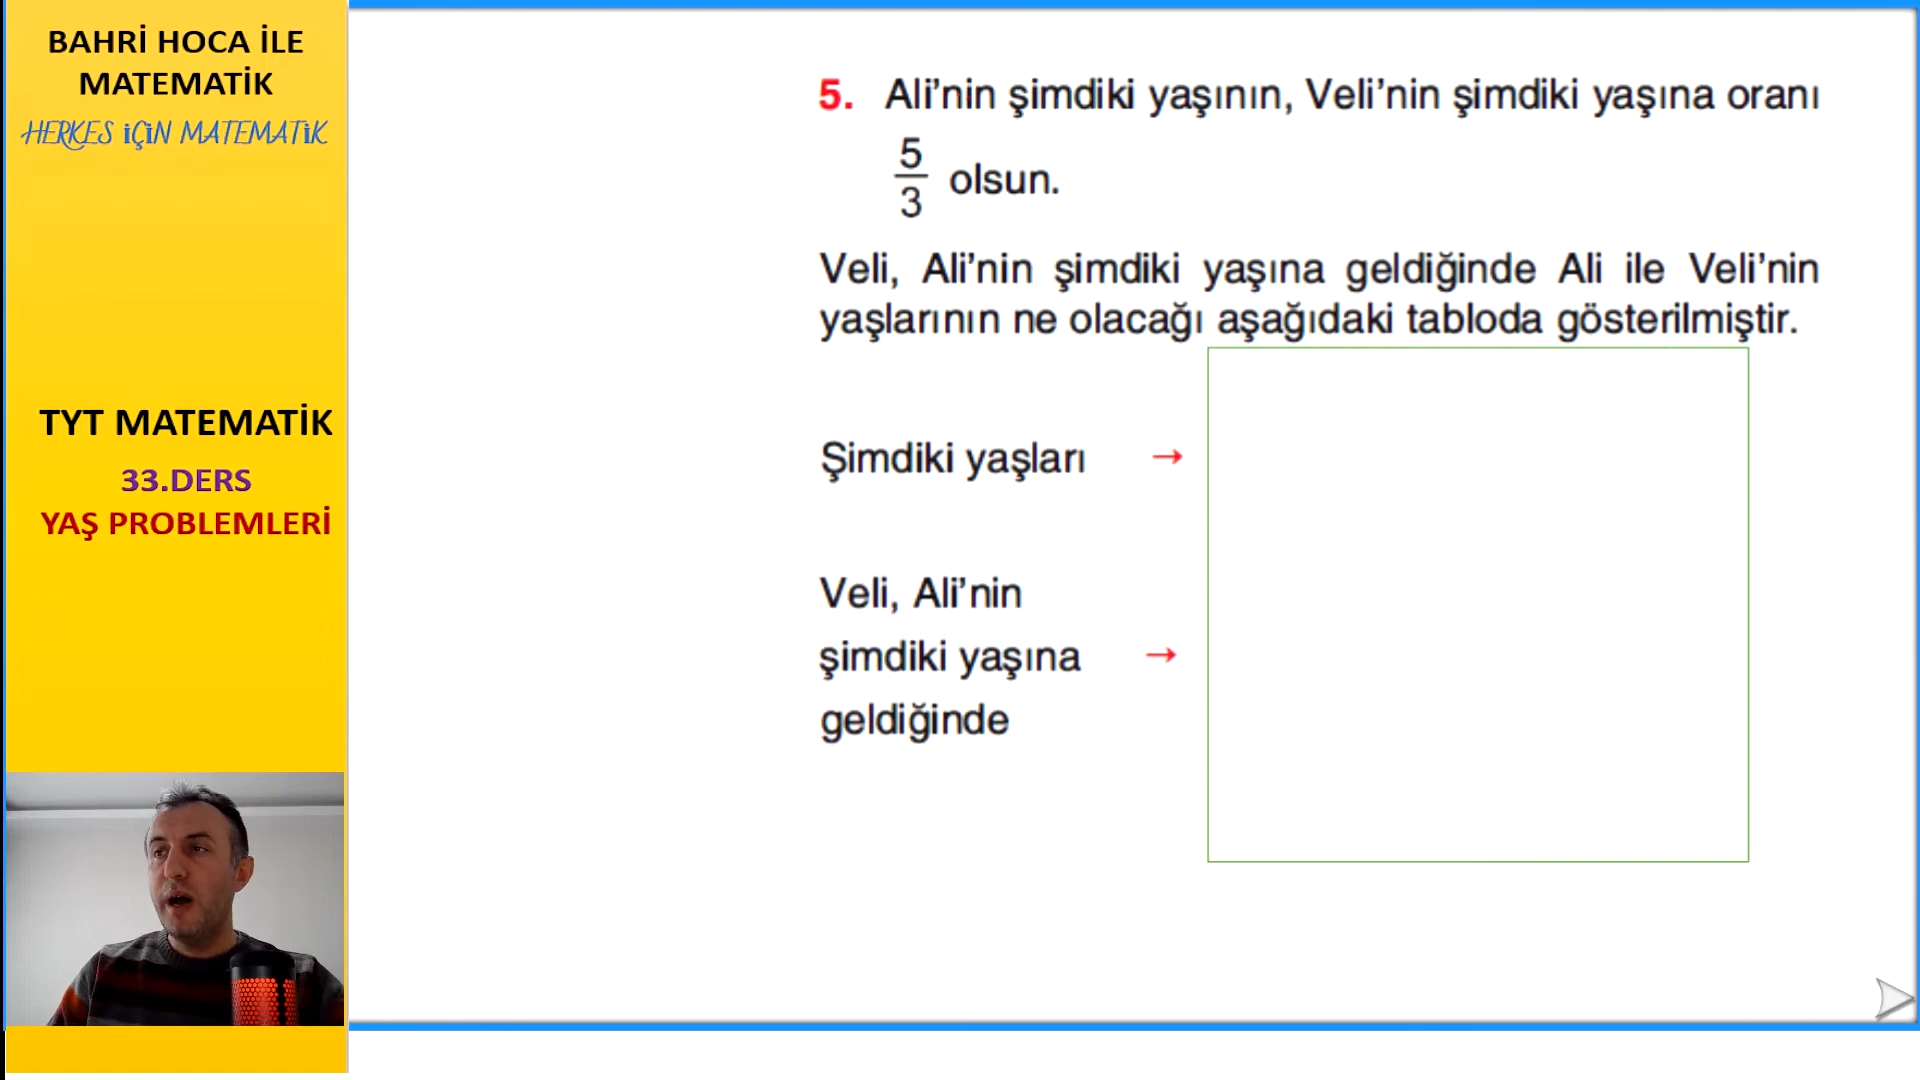 BAHRİ HOCA İLE
MATEMATİK
HERKES İÇİN MATEMATİK
TYT MATEMATİK
33.DERS
YAŞ PROBLEMLERİ
5. Ali’nin şimdiki yaşının, Veli’nin şimdiki yaşına oranı
5/3 olsun.
Veli, Ali’nin şimdiki yaşına geldiğinde Ali ile Veli’nin
yaşlarının ne olacağı aşağıdaki tabloda gösterilmiştir.
Şimdiki yaşları →
Veli, Ali’nin
şimdiki yaşına →
geldiğinde